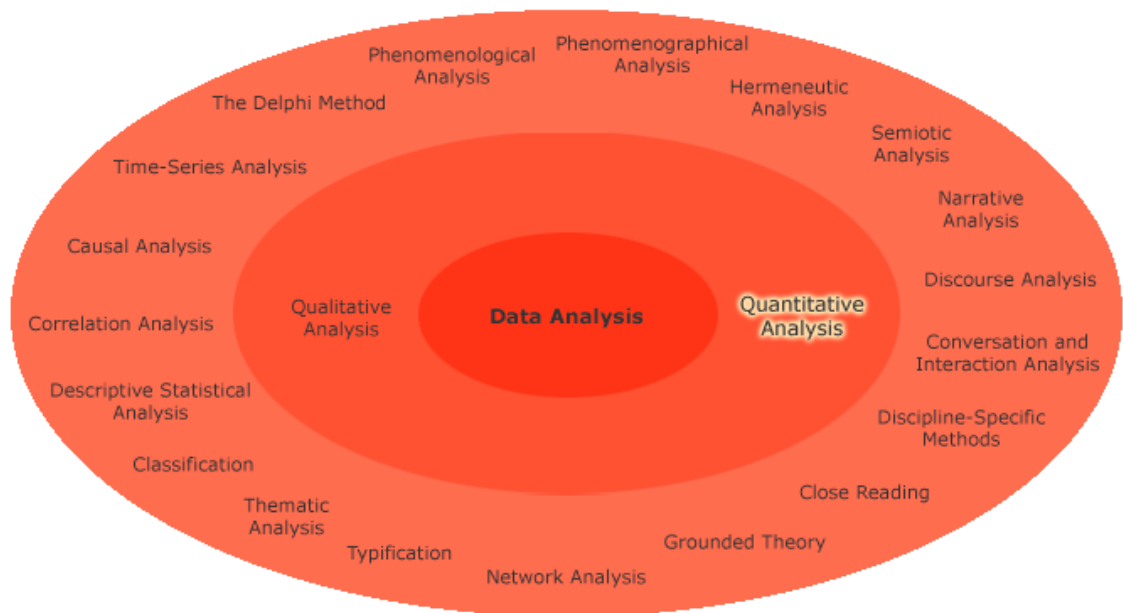 Phenomenological
Analysis
Phenomenographical
Analysis
The Delphi Method
Hermeneutic
Analysis
Semiotic
Analysis
Time-Series Analysis
Narrative
Analysis
Causal Analysis
Discourse Analysis
Qualitative
Analysis
Data Analysis
Quantitative
Analysis
Correlation Analysis
Conversation and
Interaction Analysis
Descriptive Statistical
Analysis
Discipline-Specific
Methods
Classification
Close Reading
Thematic
Analysis
Typification
Grounded Theory
Network Analysis